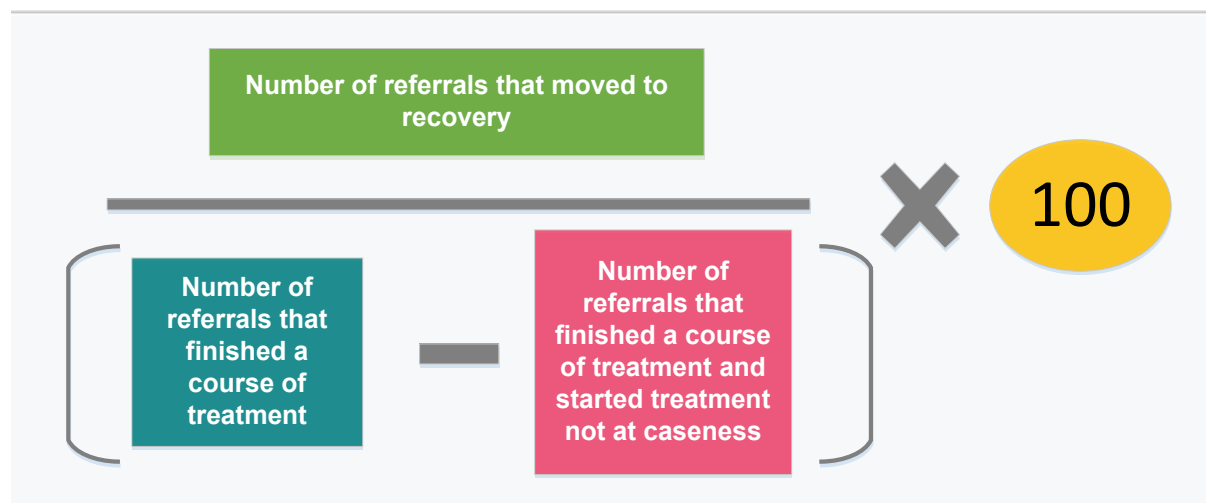 Number of referrals that moved to
recovery
100
Number of
referrals that
finished a
course of
treatment
Number of
referrals that
finished a course
of treatment and
started treatment
not at caseness